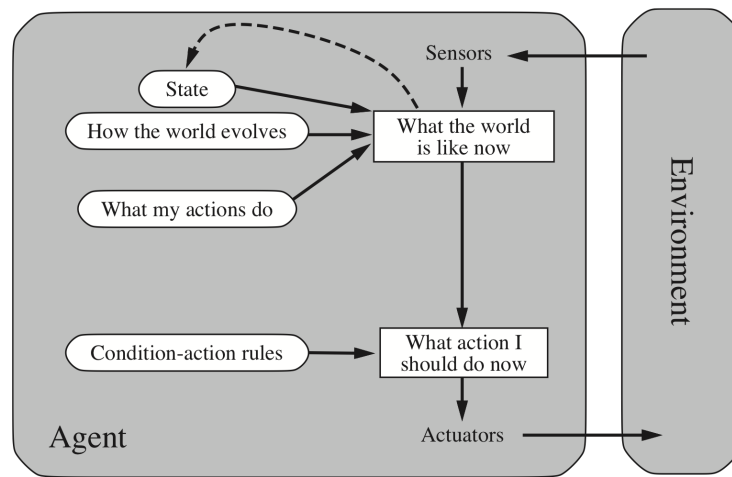 Sensors
State
How the world evolves
What the world
is like now
What my actions do
Condition-action rules
What action I
should do now
Agent
Actuators
Environment